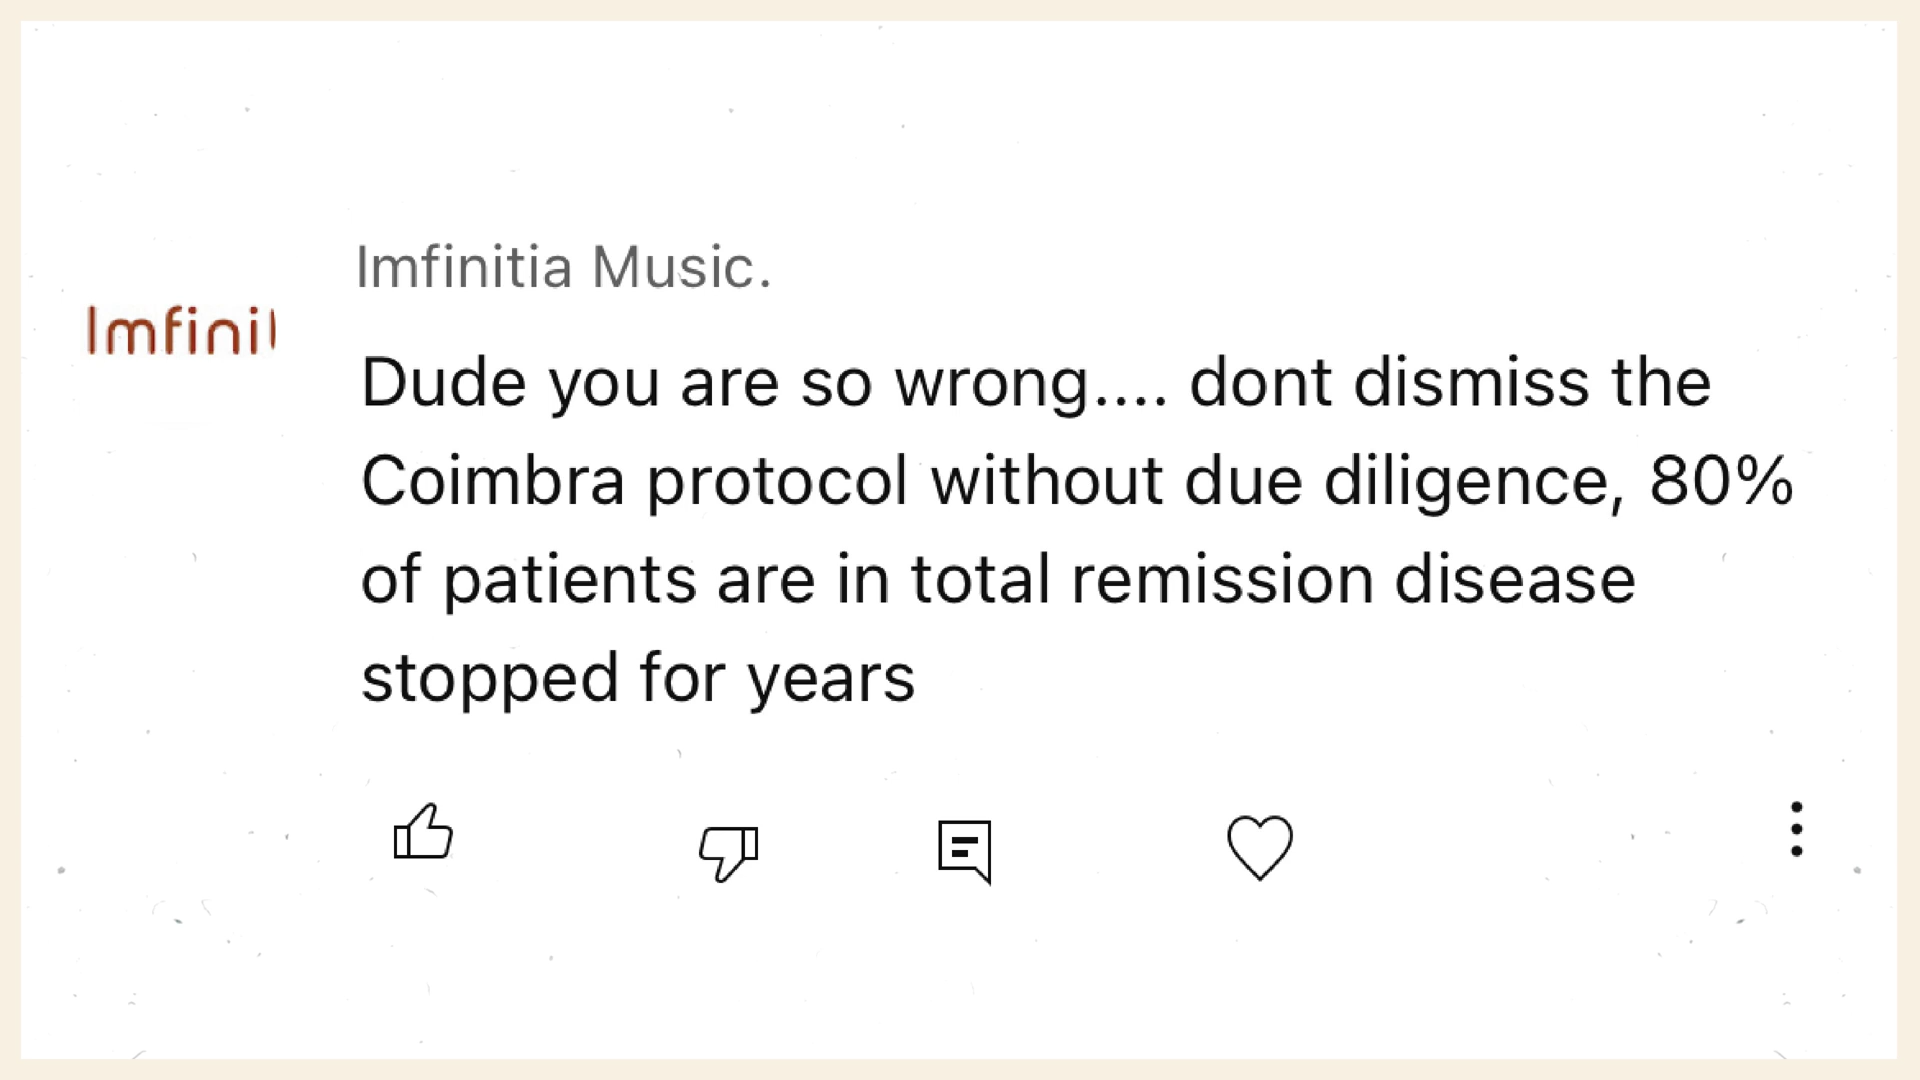 Imfinitia Music.
Imfini
Dude you are so wrong.... dont dismiss the
Coimbra protocol without due diligence, 80%
of patients are in total remission disease
stopped for years